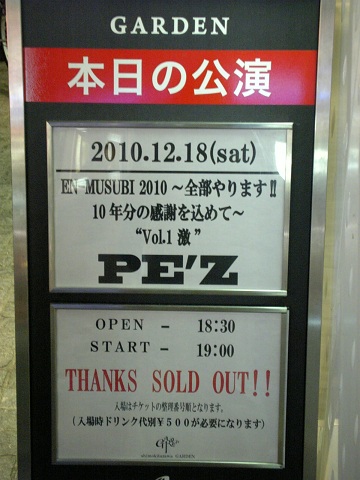 GARDEN
本日の公演
2010.12.18(sat)
EN-MUSUBI 2010 ～全部やります!!
10年分の感謝を込めて～
"Vol.1 激"
PE'Z
OPEN － 18:30
START － 19:00
THANKS SOLD OUT!!
入場はチケットの整理番号順となります。
(入場時ドリンク代別￥500が必要になります)
GARDEN